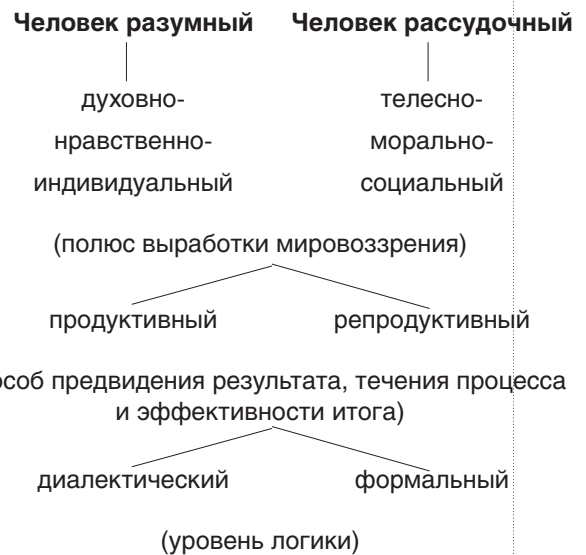 Человек разумный Человек рассудочный
духовно- телесно-
нравственно- морально-
индивидуальный социальный
(полюс выработки мировоззрения)
продуктивный репродуктивный
особ предвидения результата, течения процесса
и эффективности итога)
диалектический формальный
(уровень логики)